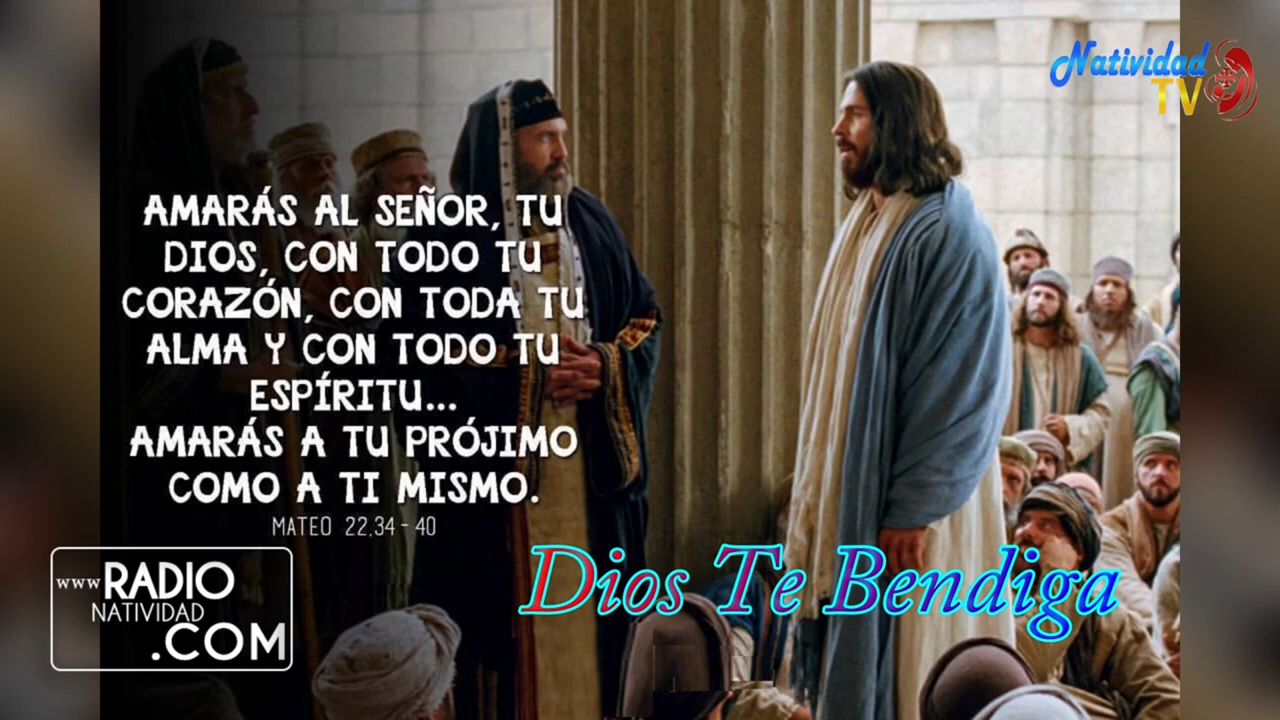 Natividad
TV
AMARÁS AL SEÑOR, TU
DIOS, CON TODO TU
CORAZÓN, CON TODA TU
ALMA Y CON TODO TU
ESPÍRITU...
AMARÁS A TU PRÓJIMO
COMO A TI MISMO.
MATEO 22,34 - 40
www.RADIO
NATIVIDAD
.COM
Dios Te Bendiga